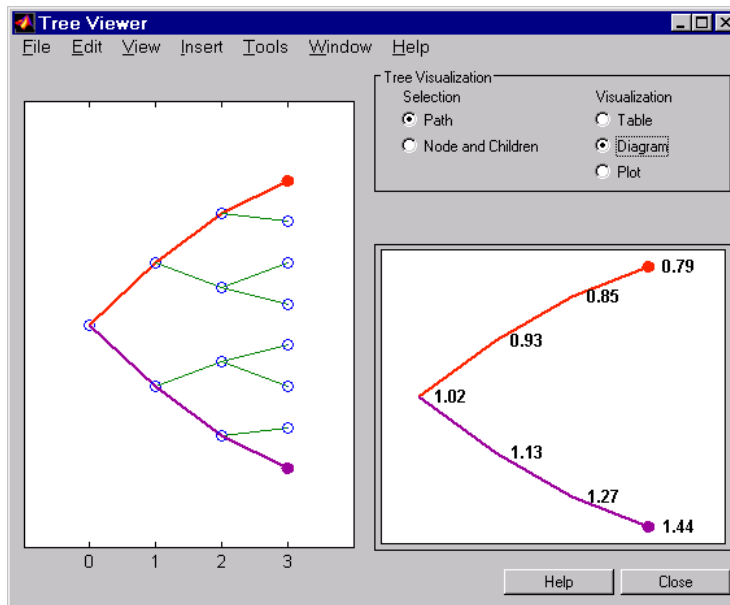 Tree Viewer
File Edit View Insert Tools Window Help
Tree Visualization
Selection
Path
Node and Children
Visualization
Table
Diagram
Plot
0 1 2 3
0.79
0.85
0.93
1.02
1.13
1.27
1.44
Help Close